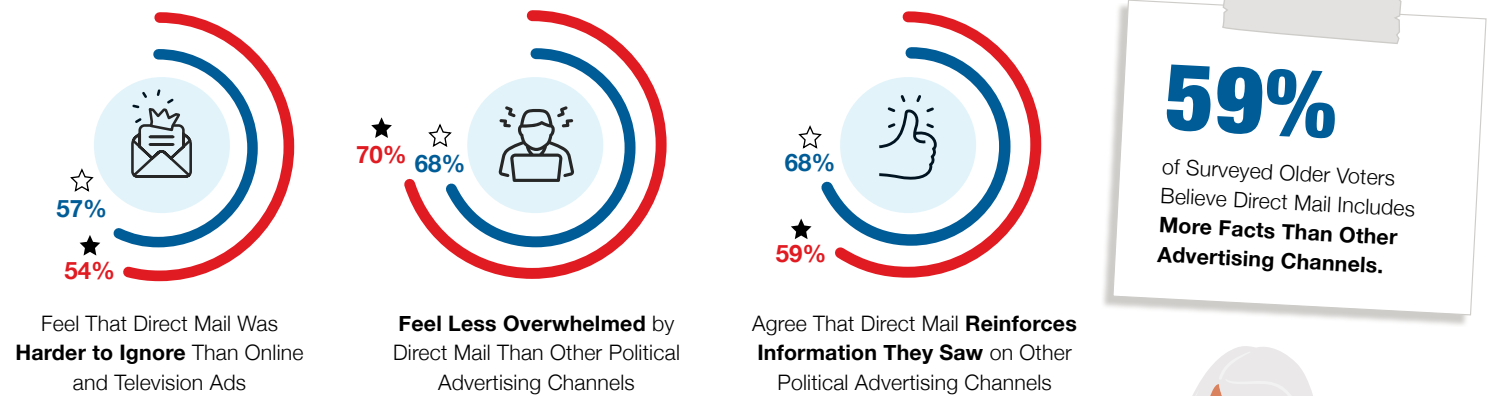 57%
54%
Feel That Direct Mail Was
Harder to Ignore Than Online
and Television Ads
70%
68%
Feel Less Overwhelmed by
Direct Mail Than Other Political
Advertising Channels
68%
59%
Agree That Direct Mail Reinforces
Information They Saw on Other
Political Advertising Channels
59%
of Surveyed Older Voters
Believe Direct Mail Includes
More Facts Than Other
Advertising Channels.